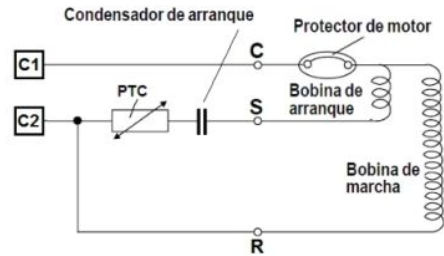 Condensador de arranque
Protector de motor
C1
C
PTC
Bobina de
arranque
C2
S
Bobina de
marcha
R